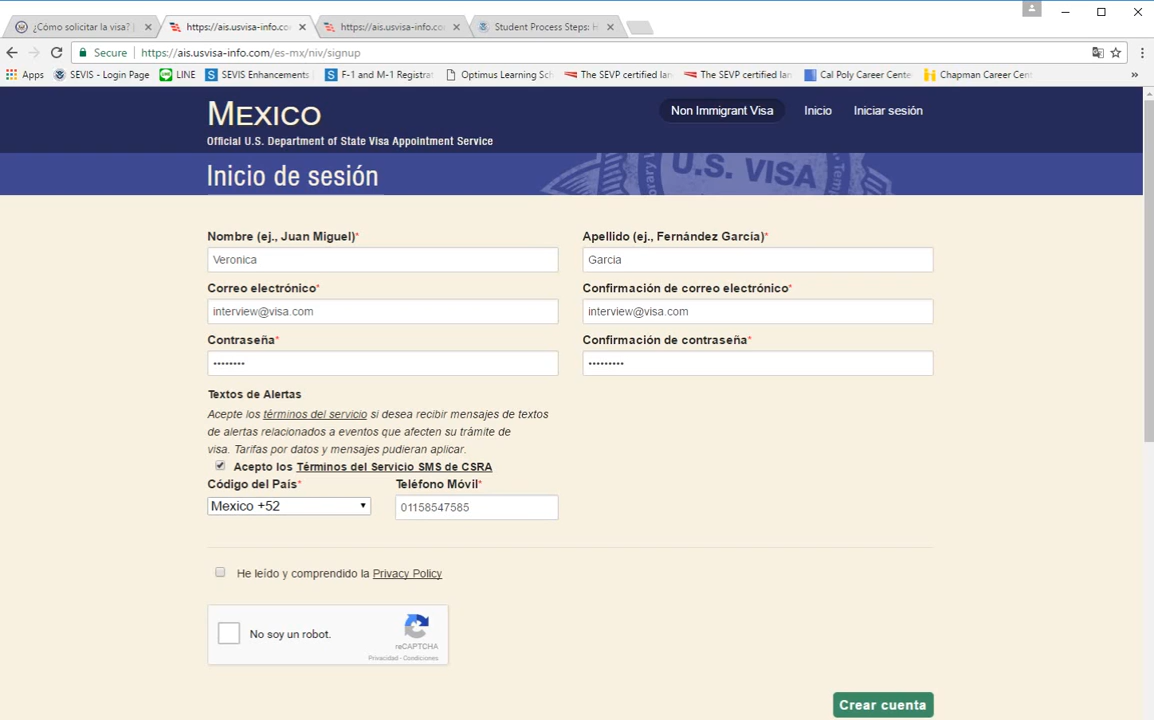 ¿Cómo solicitar la visa? |
https://ais.usvisa-info.co
https://ais.usvisa-info.co
Student Process Steps: H
Secure https://ais.usvisa-info.com/es-mx/niv/signup
Apps SEVIS - Login Page LINE SEVIS Enhancements F-1 and M-1 Registrat Optimus Learning Sch The SEVP certified lan The SEVP certified lan Cal Poly Career Cente Chapman Career Cent »
MEXICO
Non Immigrant Visa Inicio Iniciar sesión
Official U.S. Department of State Visa Appointment Service
Inicio de sesión
U.S. VISA
Nombre (ej., Juan Miguel)* Apellido (ej., Fernández García)*
Veronica Garcia
Correo electrónico* Confirmación de correo electrónico*
interview@visa.com interview@visa.com
Contraseña* Confirmación de contraseña*
•••••••• •••••••••
Textos de Alertas
Acepte los términos del servicio si desea recibir mensajes de textos
de alertas relacionados a eventos que afecten su trámite de
visa. Tarifas por datos y mensajes pudieran aplicar.
Acepto los Términos del Servicio SMS de CSRA
Código del País* Teléfono Móvil*
Mexico +52 01158547585
He leído y comprendido la Privacy Policy
No soy un robot.
reCAPTCHA
Privacidad - Condiciones
Crear cuenta